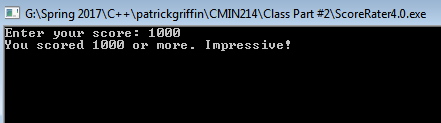 G:\Spring 2017\C++\patrickgriffin\CMIN214\Class Part #2\ScoreRater4.0.exe
Enter your score: 1000
You scored 1000 or more. Impressive!